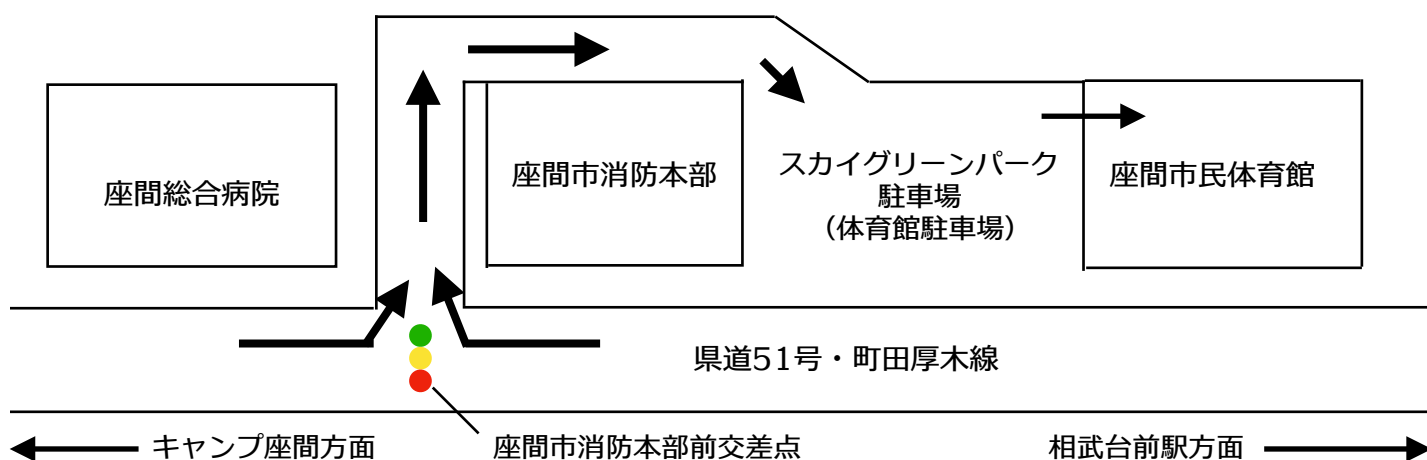 座間総合病院
座間市消防本部
スカイグリーンパーク
駐車場
(体育館駐車場)
座間市民体育館
県道51号・町田厚木線
キャンプ座間方面
座間市消防本部前交差点
相武台前駅方面